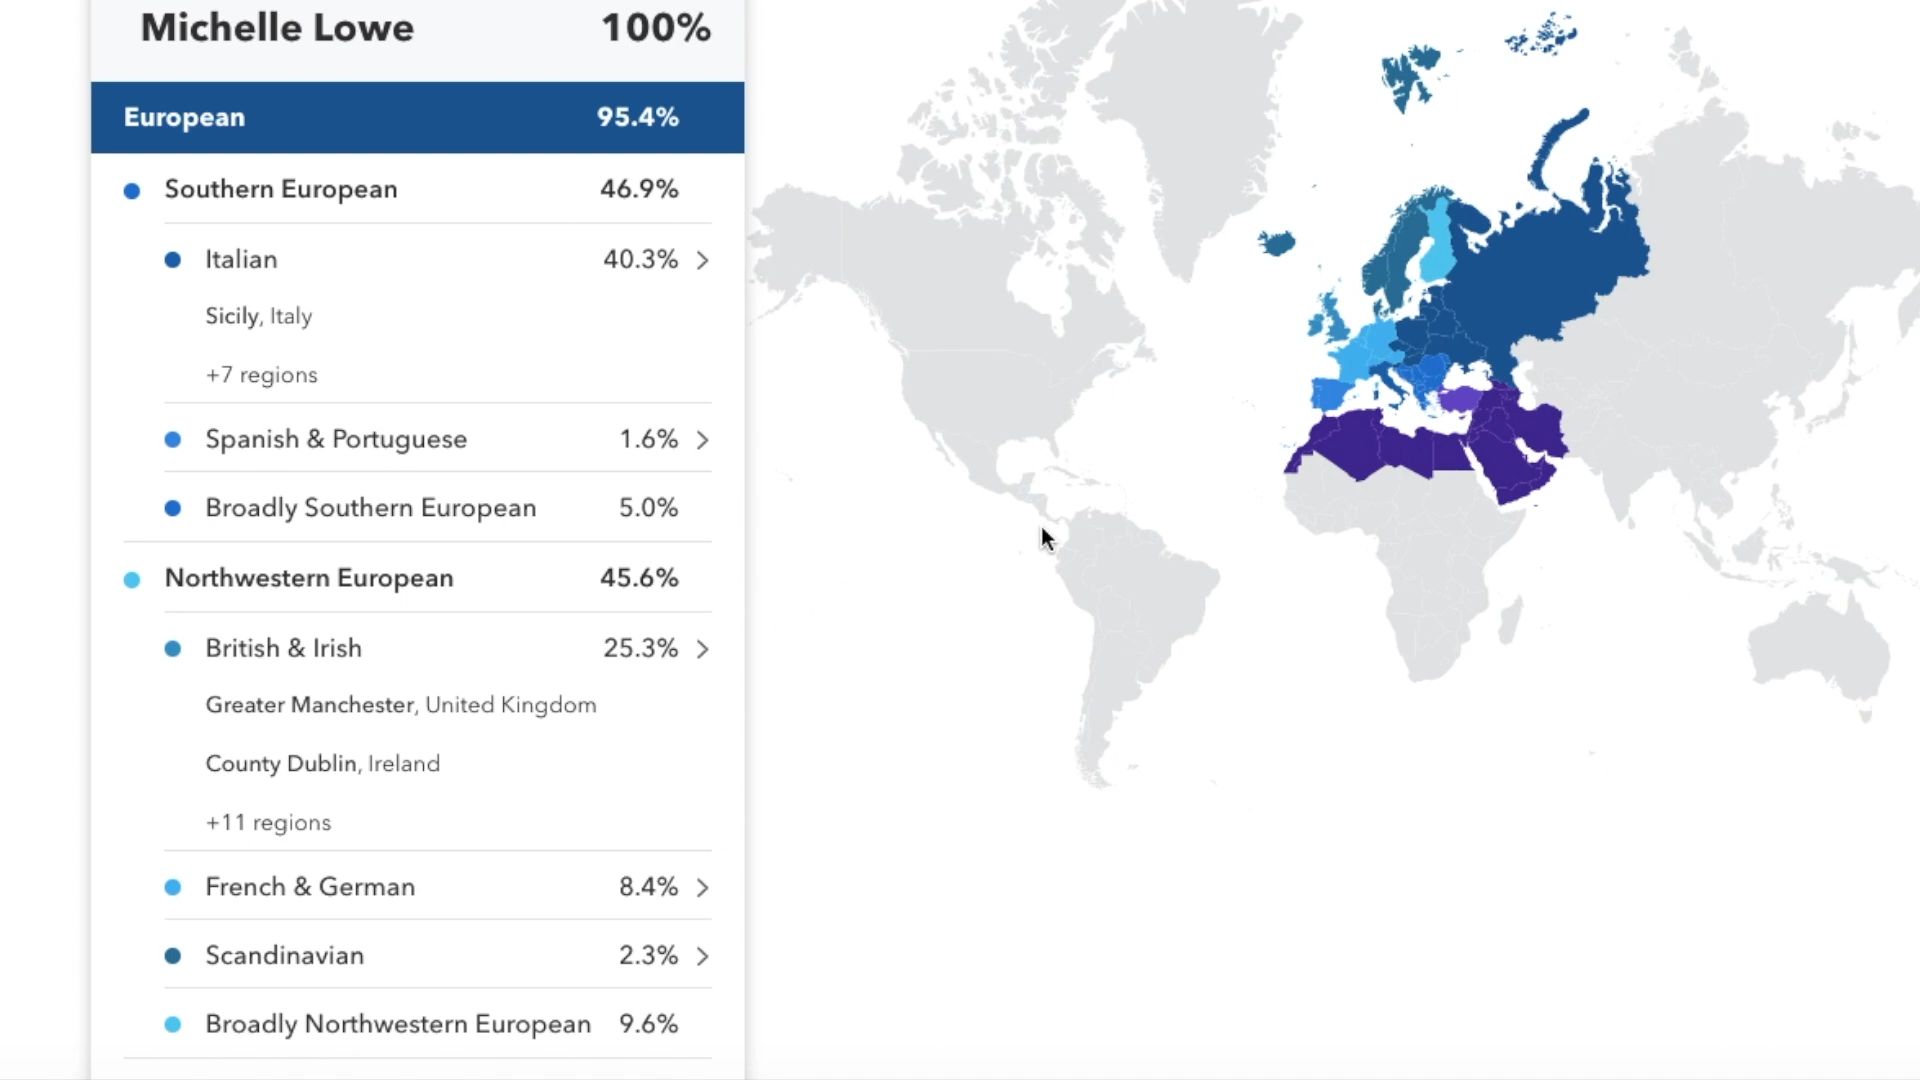 Michelle Lowe 100%
European 95.4%
Southern European 46.9%
Italian 40.3%
Sicily, Italy
+7 regions
Spanish & Portuguese 1.6%
Broadly Southern European 5.0%
Northwestern European 45.6%
British & Irish 25.3%
Greater Manchester, United Kingdom
County Dublin, Ireland
+11 regions
French & German 8.4%
Scandinavian 2.3%
Broadly Northwestern European 9.6%